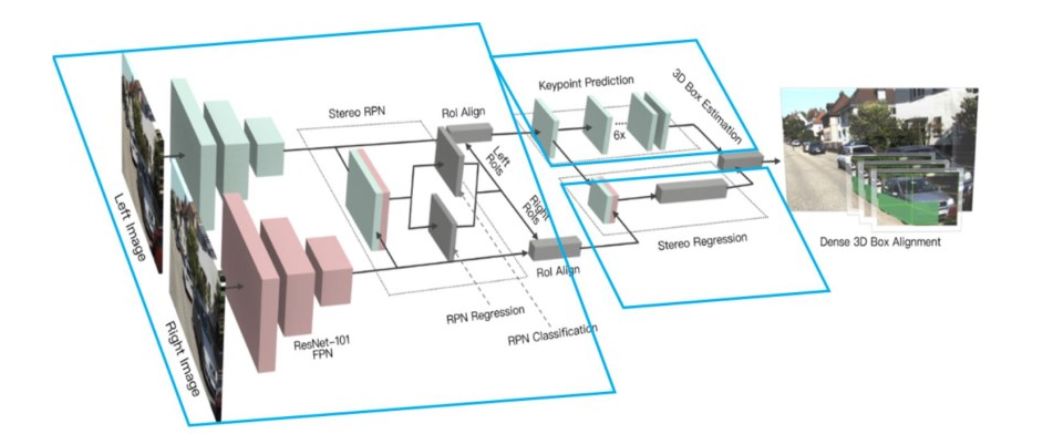 Left Image
Right Image
ResNet-101
FPN
Stereo RPN
RoI Align
Left
RoIs
Right
RoIs
RoI Align
RPN Regression
RPN Classification
Keypoint Prediction
6x
3D Box Estimation
Stereo Regression
Dense 3D Box Alignment